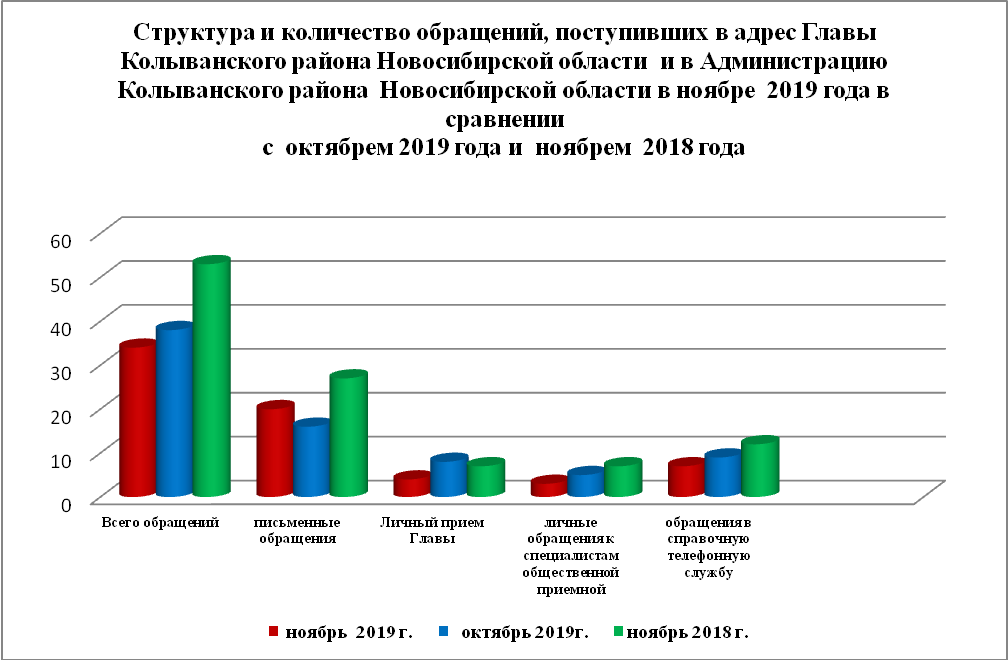 Структура и количество обращений, поступивших в адрес Главы
Колыванского района Новосибирской области и в Администрацию
Колыванского района Новосибирской области в ноябре 2019 года в
сравнении
с октябрем 2019 года и ноябрем 2018 года
60
50
40
30
20
10
0
Всего обращений
письменные
обращения
Личный прием
Главы
личные
обращения к
специалистам
общественной
приемной
обращения в
справочную
телефонную
службу
ноябрь 2019 г.
октябрь 2019г.
ноябрь 2018 г.